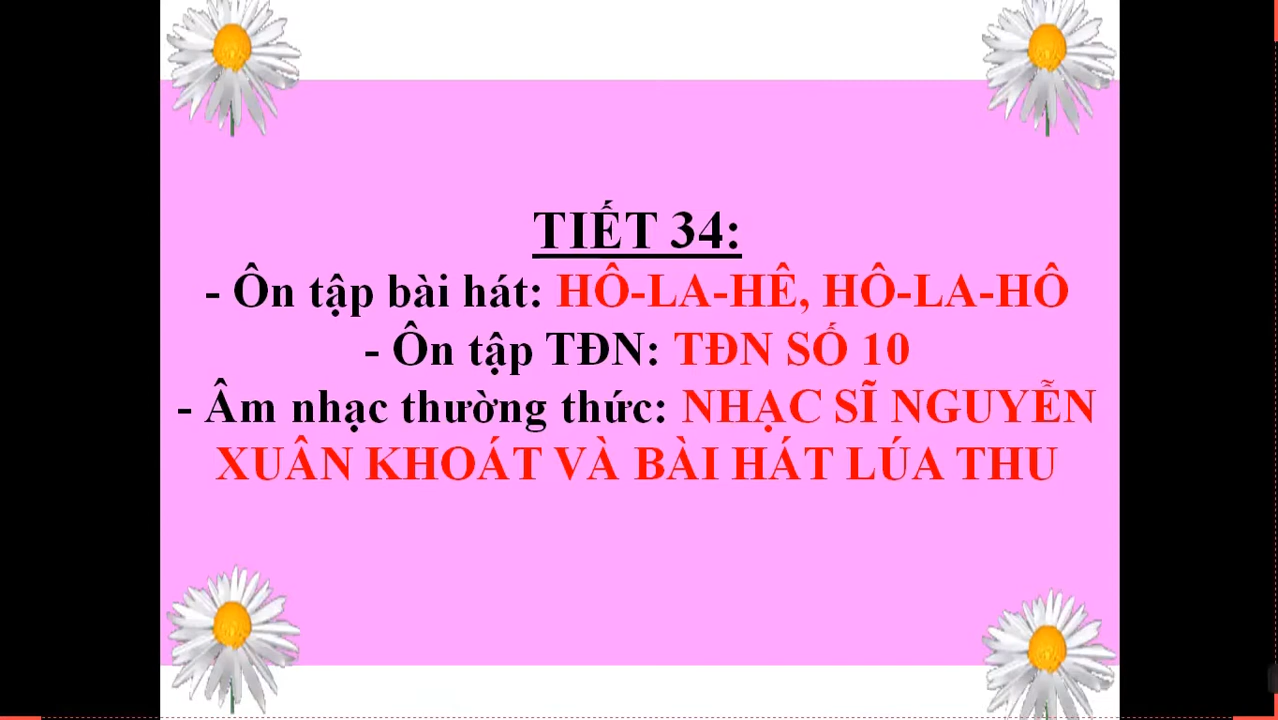 TIẾT 34:
- Ôn tập bài hát: HÔ-LA-HÊ, HÔ-LA-HÔ
- Ôn tập TĐN: TĐN SỐ 10
- Âm nhạc thường thức: NHẠC SĨ NGUYỄN
XUÂN KHOÁT VÀ BÀI HÁT LÚA THU